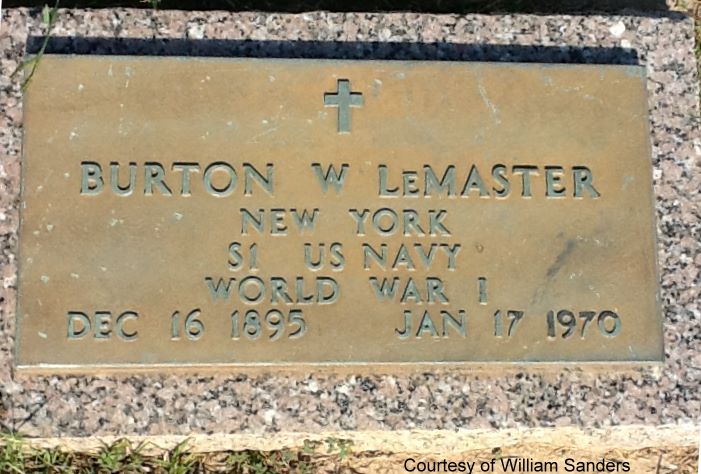 BURTON W LEMASTER
NEW YORK
S1 US NAVY
WORLD WAR I
DEC 16 1895 JAN 17 1970
Courtesy of William Sanders